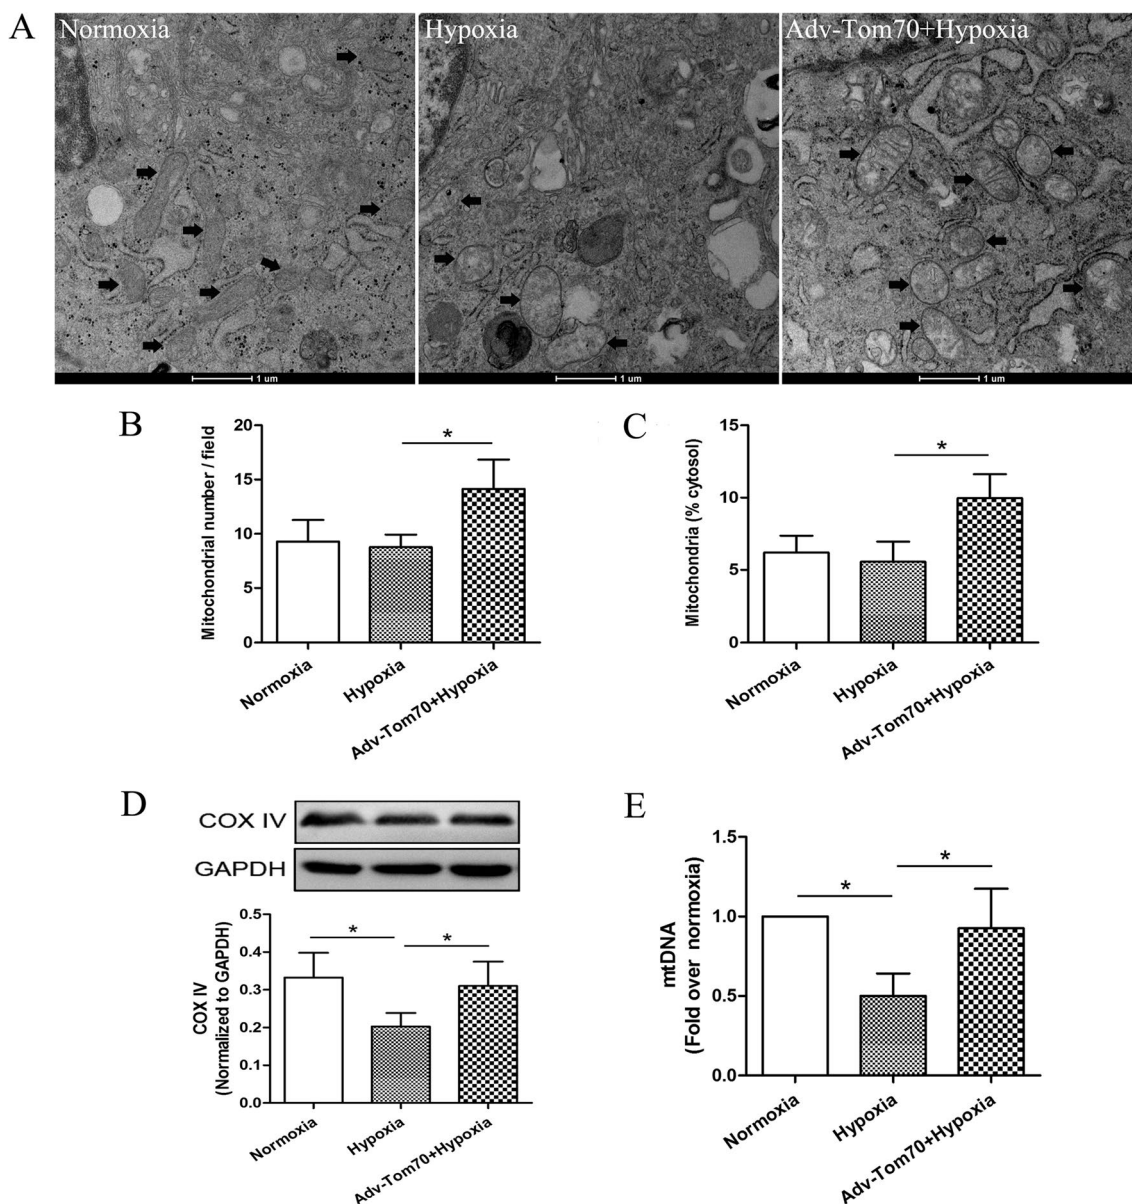 A
Normoxia
Hypoxia
Adv-Tom70+Hypoxia
1 um
1 um
1 um
B
Mitochondrial number / field
20
15
10
5
0
Normoxia
Hypoxia
Adv-Tom70+Hypoxia
*
C
Mitochondria (% cytosol)
15
10
5
0
Normoxia
Hypoxia
Adv-Tom70+Hypoxia
*
D
COX IV
GAPDH
COX IV
(Normalized to GAPDH)
0.5
0.4
0.3
0.2
0.1
0.0
Normoxia
Hypoxia
Adv-Tom70+Hypoxia
*
*
E
mtDNA
(Fold over normoxia)
1.5
1.0
0.5
0.0
Normoxia
Hypoxia
Adv-Tom70+Hypoxia
*
*